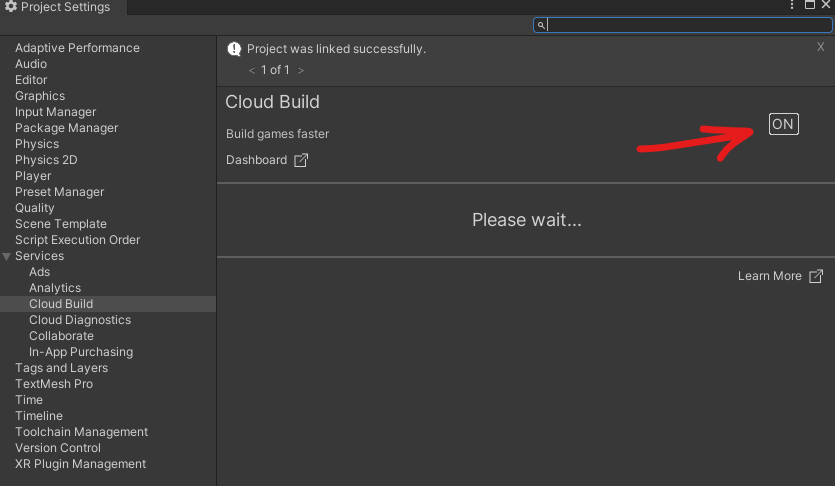 Project Settings
Adaptive Performance
Audio
Editor
Graphics
Input Manager
Package Manager
Physics
Physics 2D
Player
Preset Manager
Quality
Scene Template
Script Execution Order
Services
Ads
Analytics
Cloud Build
Cloud Diagnostics
Collaborate
In-App Purchasing
Tags and Layers
TextMesh Pro
Time
Timeline
Toolchain Management
Version Control
XR Plugin Management
Project was linked successfully.
X
< 1 of 1 >
Cloud Build
ON
Build games faster
Dashboard
Please wait...
Learn More